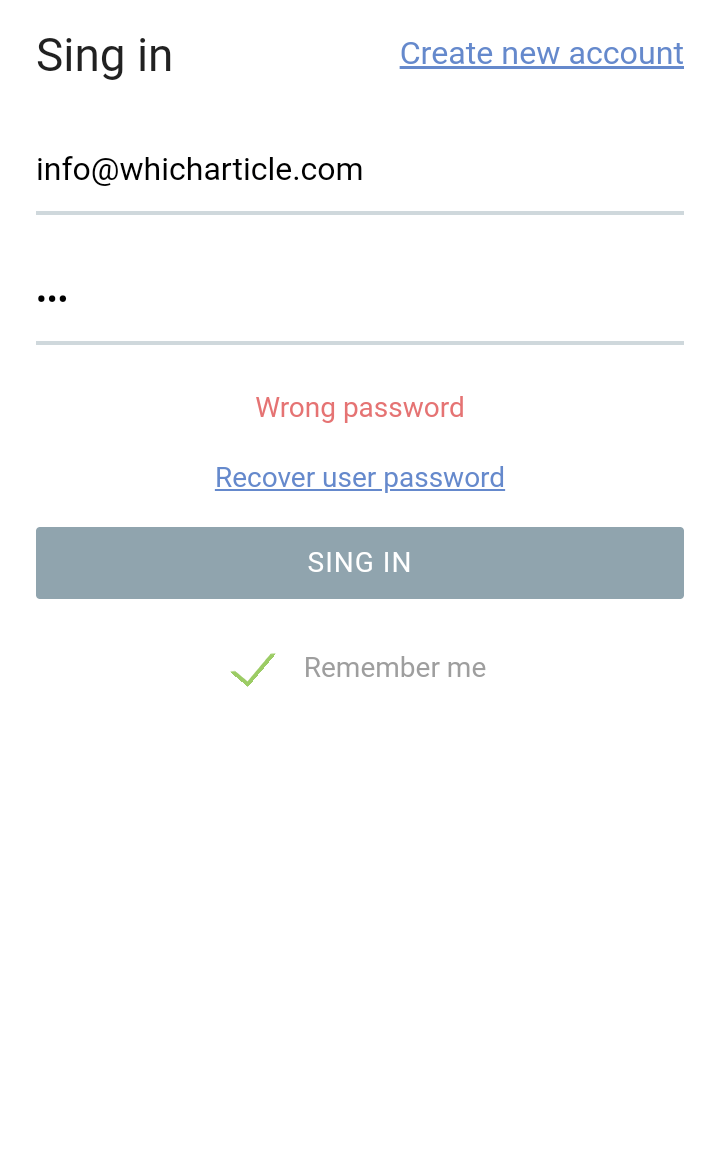 Sing in
Create new account
info@whicharticle.com
•••
Wrong password
Recover user password
SING IN
Remember me